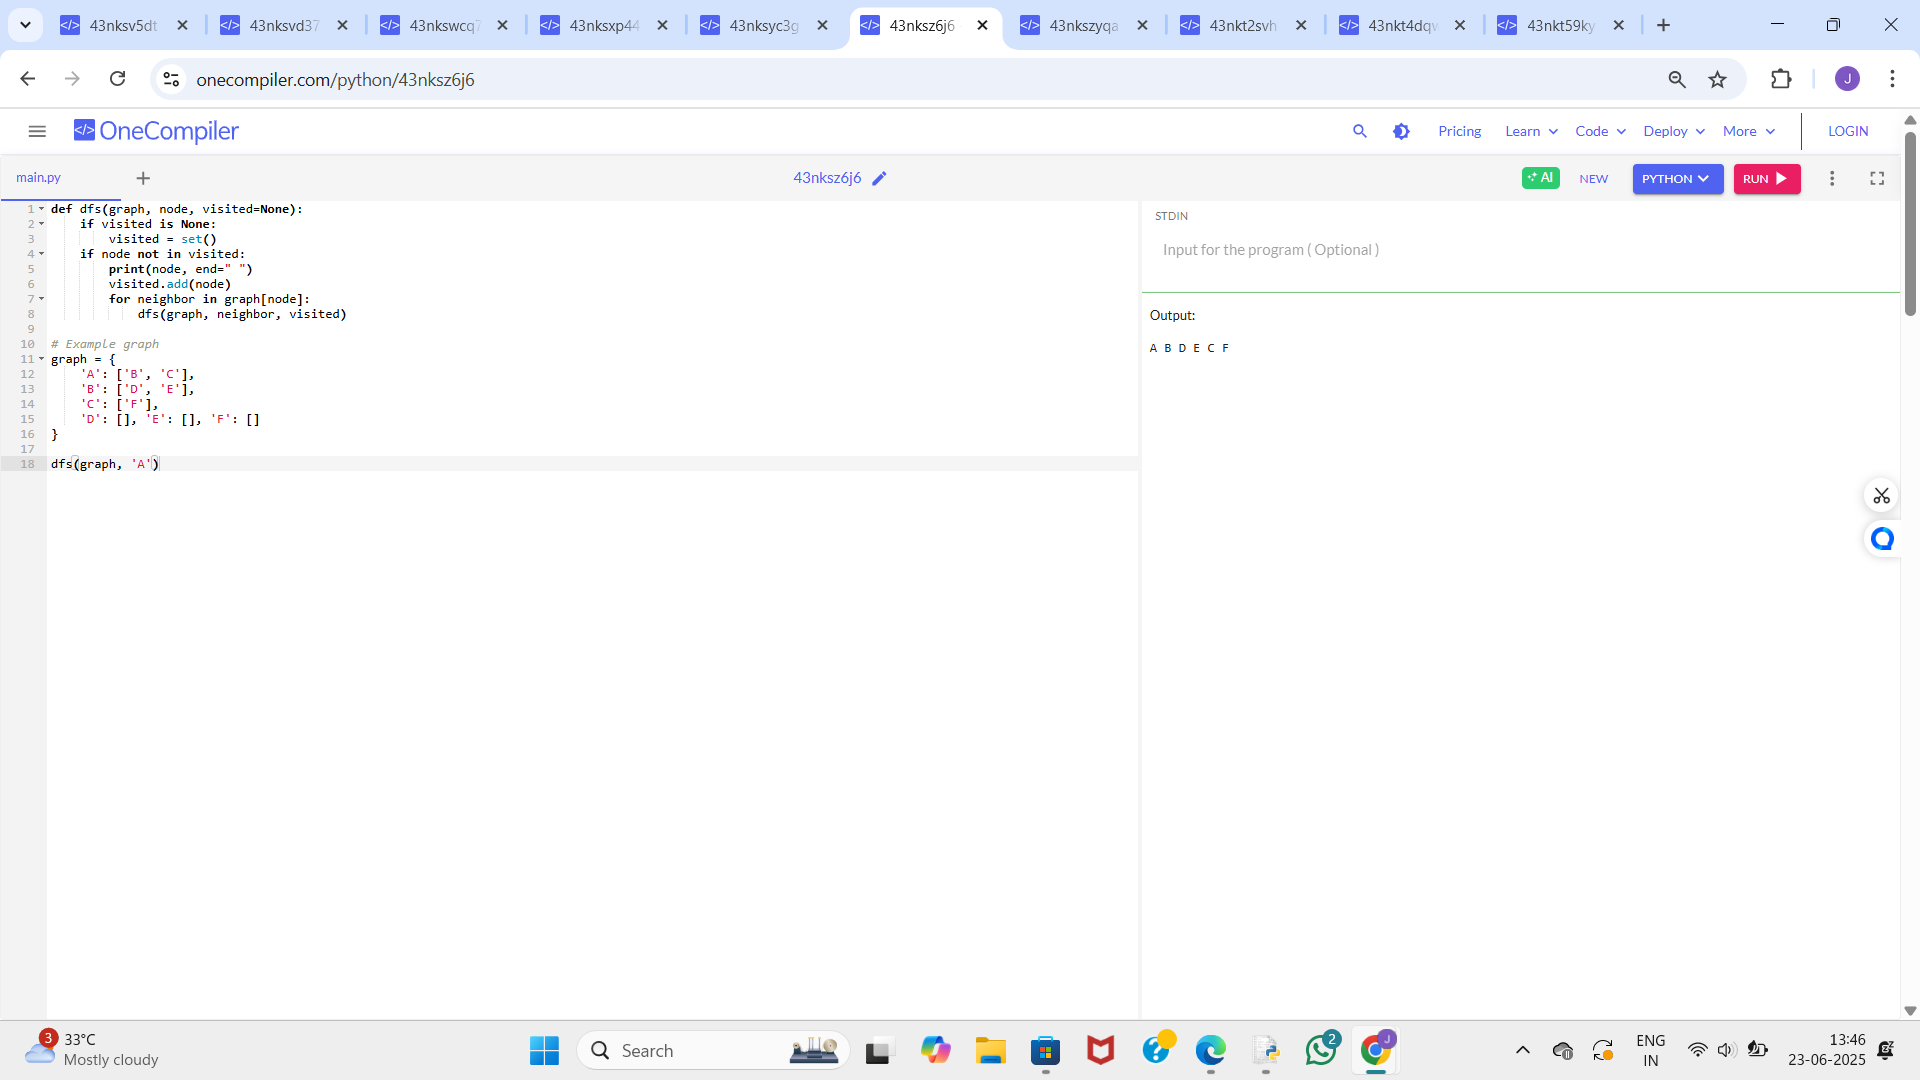 43nksv5dt
43nksvd37
43nkswcq7
43nksxp44
43nksyc3g
43nksz6j6
43nkszyqa
43nkt2svh
43nkt4dqw
43nkt59ky
onecompiler.com/python/43nksz6j6
J
OneCompiler
Pricing
Learn
Code
Deploy
More
LOGIN
main.py
43nksz6j6
AI
NEW
PYTHON
RUN
1 def dfs(graph, node, visited=None):
2     if visited is None:
3         visited = set()
4     if node not in visited:
5         print(node, end=" ")
6         visited.add(node)
7         for neighbor in graph[node]:
8             dfs(graph, neighbor, visited)
9
10 # Example graph
11 graph = {
12     'A': ['B', 'C'],
13     'B': ['D', 'E'],
14     'C': ['F'],
15     'D': [], 'E': [], 'F': []
16 }
17
18 dfs(graph, 'A')
STDIN
Input for the program ( Optional )
Output:
A B D E C F
3
33°C
Mostly cloudy
Search
2
J
ENG
IN
13:46
23-06-2025